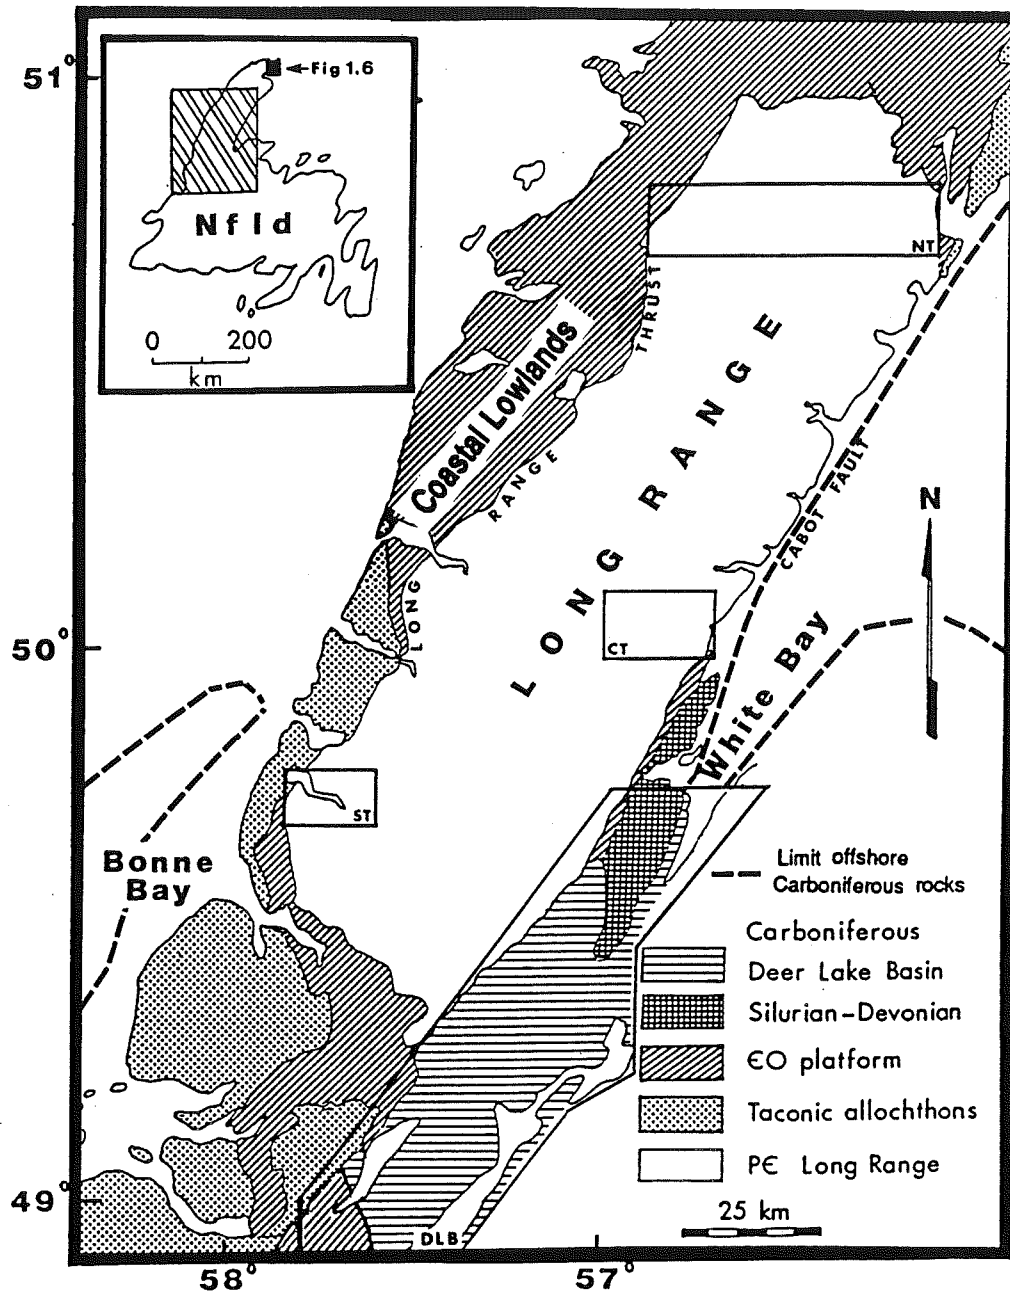 51°
Fig 1.6
Nfld
0 200
km
NT
THRUST
Coastal Lowlands
RANGE
LONG
LONG RANGE
CABOT FAULT
N
50°
CT
White Bay
ST
Bonne
Bay
Limit offshore
Carboniferous rocks
Carboniferous
Deer Lake Basin
Silurian-Devonian
ЄO platform
Taconic allochthons
PЄ Long Range
25 km
49°
DLB
58° 57°